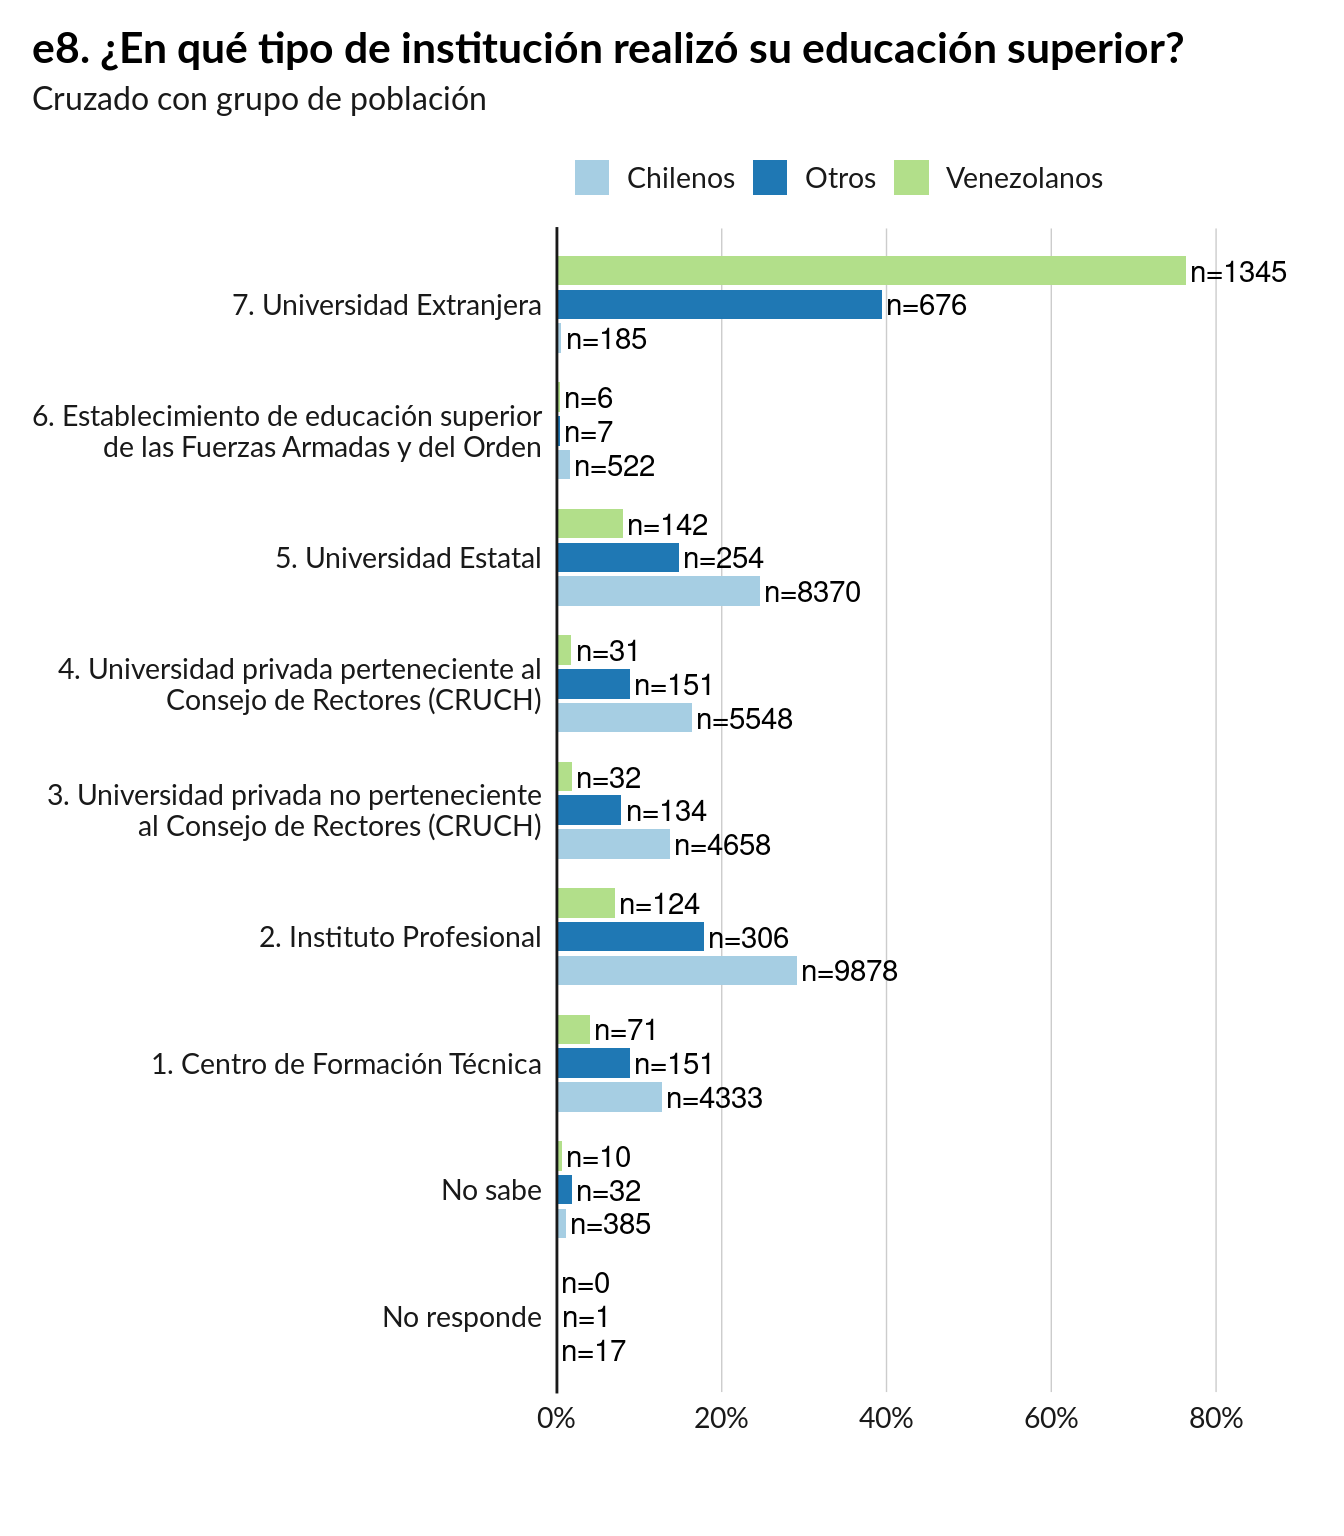 e8. ¿En qué tipo de institución realizó su educación superior?
Cruzado con grupo de población
Chilenos Otros Venezolanos
n=1345
7. Universidad Extranjera
n=676
n=185
n=6
6. Establecimiento de educación superior
de las Fuerzas Armadas y del Orden
n=7
n=522
n=142
5. Universidad Estatal
n=254
n=8370
n=31
4. Universidad privada perteneciente al
Consejo de Rectores (CRUCH)
n=151
n=5548
n=32
3. Universidad privada no perteneciente
al Consejo de Rectores (CRUCH)
n=134
n=4658
n=124
2. Instituto Profesional
n=306
n=9878
n=71
1. Centro de Formación Técnica
n=151
n=4333
n=10
No sabe
n=32
n=385
n=0
No responde
n=1
n=17
0% 20% 40% 60% 80%